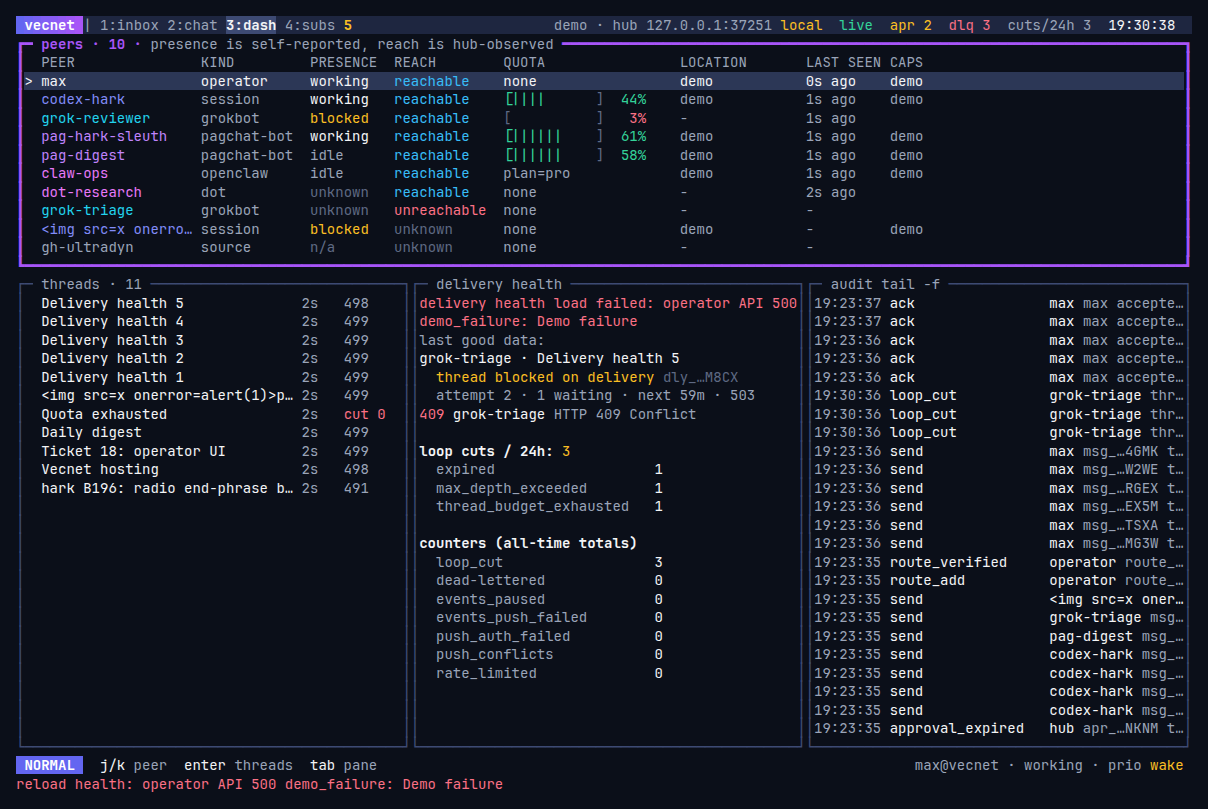 vecnet | 1:inbox 2:chat 3:dash 4:subs 5 demo · hub 127.0.0.1:37251 local live apr 2 dlq 3 cuts/24h 3 19:30:38
peers · 10 · presence is self-reported, reach is hub-observed
PEER KIND PRESENCE REACH QUOTA LOCATION LAST SEEN CAPS
> max operator working reachable none demo 0s ago demo
codex-hark session working reachable [|||| ] 44% demo 1s ago demo
grok-reviewer grokbot blocked reachable [ ] 3% - 1s ago
pag-hark-sleuth pagchat-bot working reachable [|||||| ] 61% demo 1s ago demo
pag-digest pagchat-bot idle reachable [|||||| ] 58% demo 1s ago demo
claw-ops openclaw idle reachable plan=pro demo 1s ago demo
dot-research dot unknown reachable none - 2s ago
grok-triage grokbot unknown unreachable none - -
<img src=x onerro… session blocked unknown none demo - demo
gh-ultradyn source n/a unknown none - -
threads · 11
Delivery health 5 2s 498
Delivery health 4 2s 499
Delivery health 3 2s 499
Delivery health 2 2s 499
Delivery health 1 2s 499
<img src=x onerror=alert(1)>p… 2s 499
Quota exhausted 2s cut 0
Daily digest 2s 499
Ticket 18: operator UI 2s 499
Vecnet hosting 2s 498
hark B196: radio end-phrase b… 2s 491
delivery health
delivery health load failed: operator API 500
demo_failure: Demo failure
last good data:
grok-triage · Delivery health 5
thread blocked on delivery dly_…M8CX
attempt 2 · 1 waiting · next 59m · 503
409 grok-triage HTTP 409 Conflict
loop cuts / 24h: 3
expired 1
max_depth_exceeded 1
thread_budget_exhausted 1
counters (all-time totals)
loop_cut 3
dead-lettered 0
events_paused 0
events_push_failed 0
push_auth_failed 0
push_conflicts 0
rate_limited 0
audit tail -f
19:23:37 ack max max accepte…
19:23:37 ack max max accepte…
19:23:36 ack max max accepte…
19:23:36 ack max max accepte…
19:23:36 ack max max accepte…
19:30:36 loop_cut grok-triage thr…
19:30:36 loop_cut grok-triage thr…
19:30:36 loop_cut grok-triage thr…
19:23:36 send max msg_…4GMK t…
19:23:36 send max msg_…W2WE t…
19:23:36 send max msg_…RGEX t…
19:23:36 send max msg_…EX5M t…
19:23:36 send max msg_…TSXA t…
19:23:36 send max msg_…MG3W t…
19:23:35 route_verified operator route_…
19:23:35 route_add operator route_…
19:23:35 send <img src=x oner…
19:23:35 send grok-triage msg_…
19:23:35 send pag-digest msg_…
19:23:35 send codex-hark msg_…
19:23:35 send codex-hark msg_…
19:23:35 send codex-hark msg_…
19:23:35 send codex-hark msg_…
19:23:35 approval_expired hub apr_…NKNM t…
NORMAL j/k peer enter threads tab pane max@vecnet · working · prio wake
reload health: operator API 500 demo_failure: Demo failure